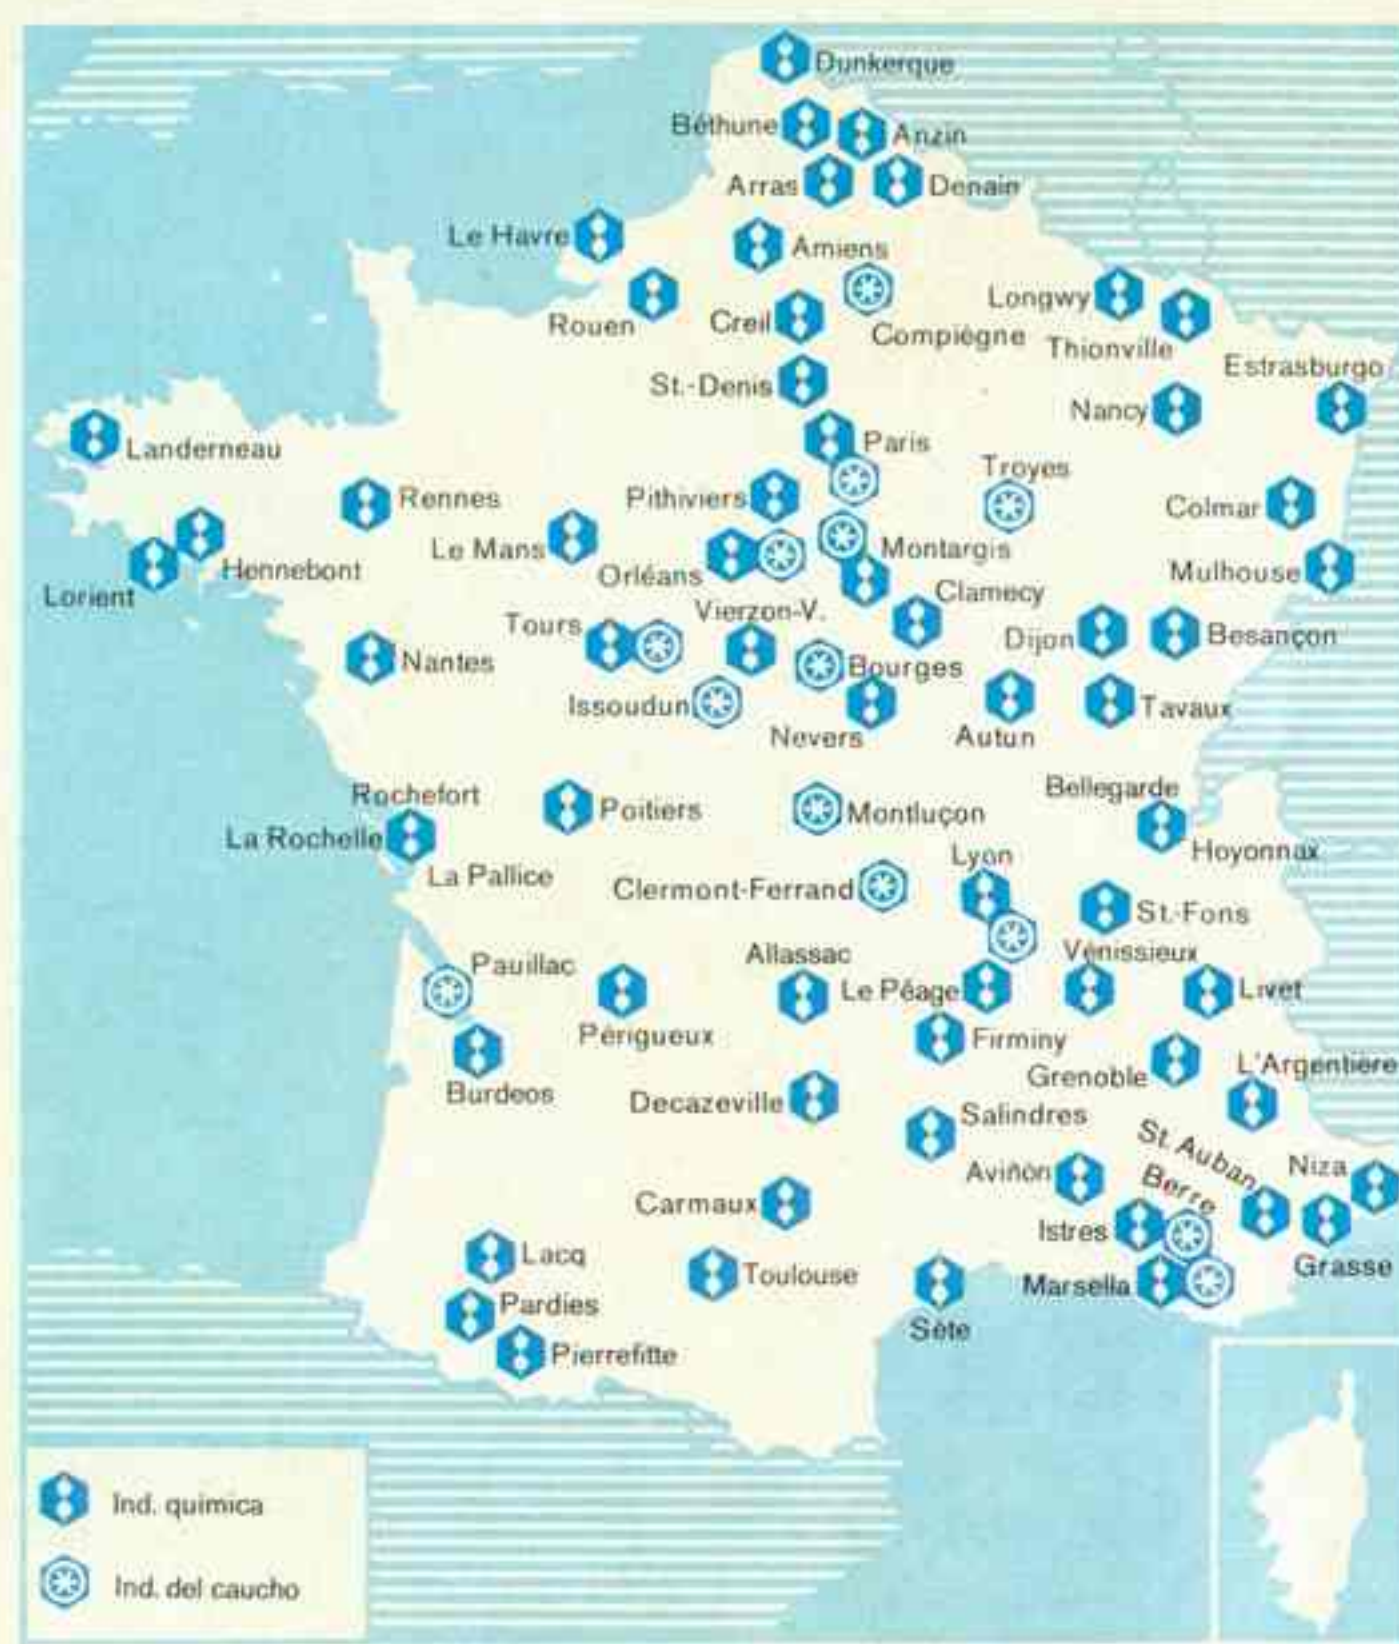 Dunkerque
Béthune
Anzin
Arras
Denain
Le Havre
Amiens
Rouen
Creil
Compiègne
Longwy
Thionville
Estrasburgo
St.-Denis
Nancy
Landerneau
Paris
Troyes
Rennes
Pithiviers
Colmar
Le Mans
Montargis
Hennebont
Orléans
Mulhouse
Lorient
Clamecy
Vierzon-V.
Tours
Dijon
Besançon
Nantes
Bourges
Issoudun
Nevers
Autun
Tavaux
Bellegarde
Rochefort
Poitiers
Montluçon
La Rochelle
Hoyonnax
La Pallice
Lyon
Clermont-Ferrand
St.-Fons
Pauillac
Allassac
Vénissieux
Le Péage
Livet
Périgueux
Firminy
Burdeos
Grenoble
L'Argentière
Decazeville
Salindres
St. Auban
Aviñón
Berre
Niza
Carmaux
Istres
Lacq
Toulouse
Marsella
Grasse
Pardies
Sète
Pierrefitte
Ind. química
Ind. del caucho